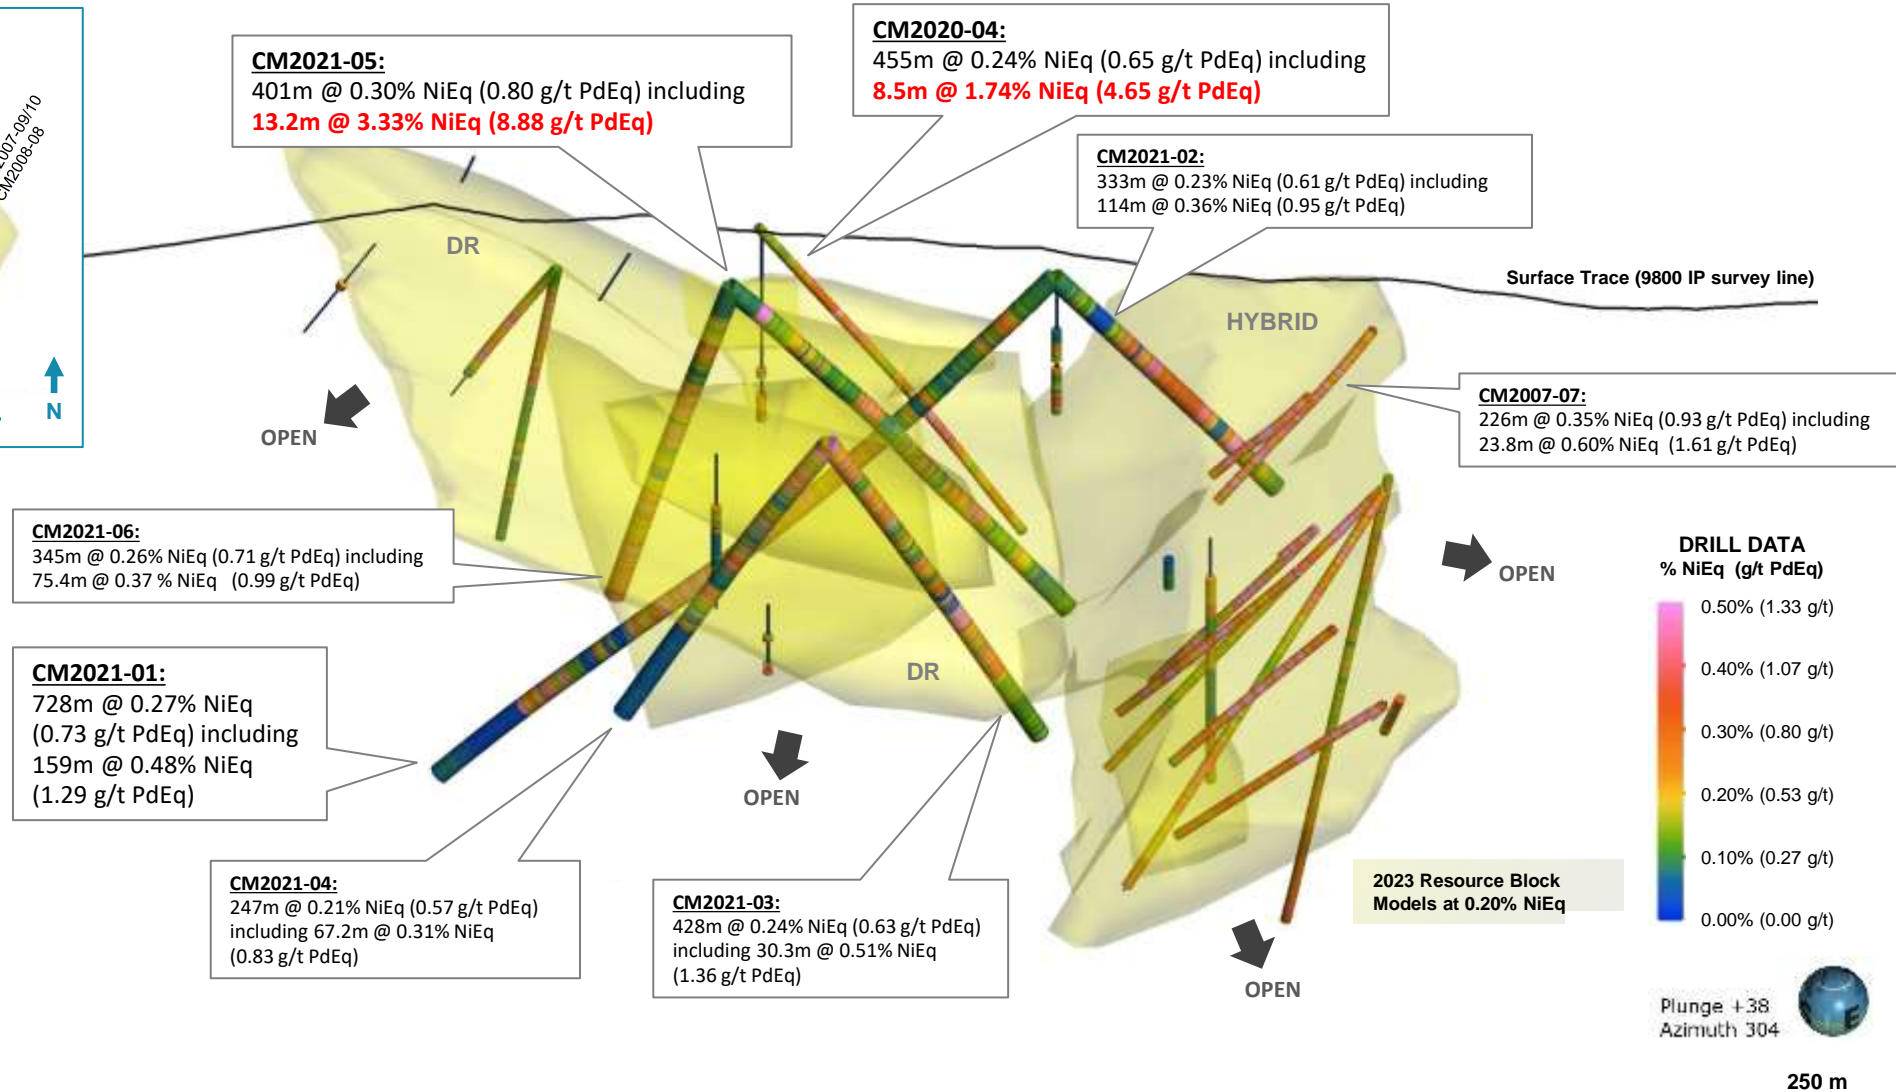 2007-09/10
CM2008-08
N
CM2021-05:
401m @ 0.30% NiEq (0.80 g/t PdEq) including
13.2m @ 3.33% NiEq (8.88 g/t PdEq)
CM2020-04:
455m @ 0.24% NiEq (0.65 g/t PdEq) including
8.5m @ 1.74% NiEq (4.65 g/t PdEq)
CM2021-02:
333m @ 0.23% NiEq (0.61 g/t PdEq) including
114m @ 0.36% NiEq (0.95 g/t PdEq)
DR
Surface Trace (9800 IP survey line)
HYBRID
CM2007-07:
226m @ 0.35% NiEq (0.93 g/t PdEq) including
23.8m @ 0.60% NiEq (1.61 g/t PdEq)
OPEN
CM2021-06:
345m @ 0.26% NiEq (0.71 g/t PdEq) including
75.4m @ 0.37 % NiEq (0.99 g/t PdEq)
OPEN
CM2021-01:
728m @ 0.27% NiEq
(0.73 g/t PdEq) including
159m @ 0.48% NiEq
(1.29 g/t PdEq)
DR
OPEN
CM2021-04:
247m @ 0.21% NiEq (0.57 g/t PdEq)
including 67.2m @ 0.31% NiEq
(0.83 g/t PdEq)
CM2021-03:
428m @ 0.24% NiEq (0.63 g/t PdEq)
including 30.3m @ 0.51% NiEq
(1.36 g/t PdEq)
OPEN
2023 Resource Block
Models at 0.20% NiEq
DRILL DATA
% NiEq (g/t PdEq)
0.50% (1.33 g/t)
0.40% (1.07 g/t)
0.30% (0.80 g/t)
0.20% (0.53 g/t)
0.10% (0.27 g/t)
0.00% (0.00 g/t)
Plunge +38
Azimuth 304
E
250 m